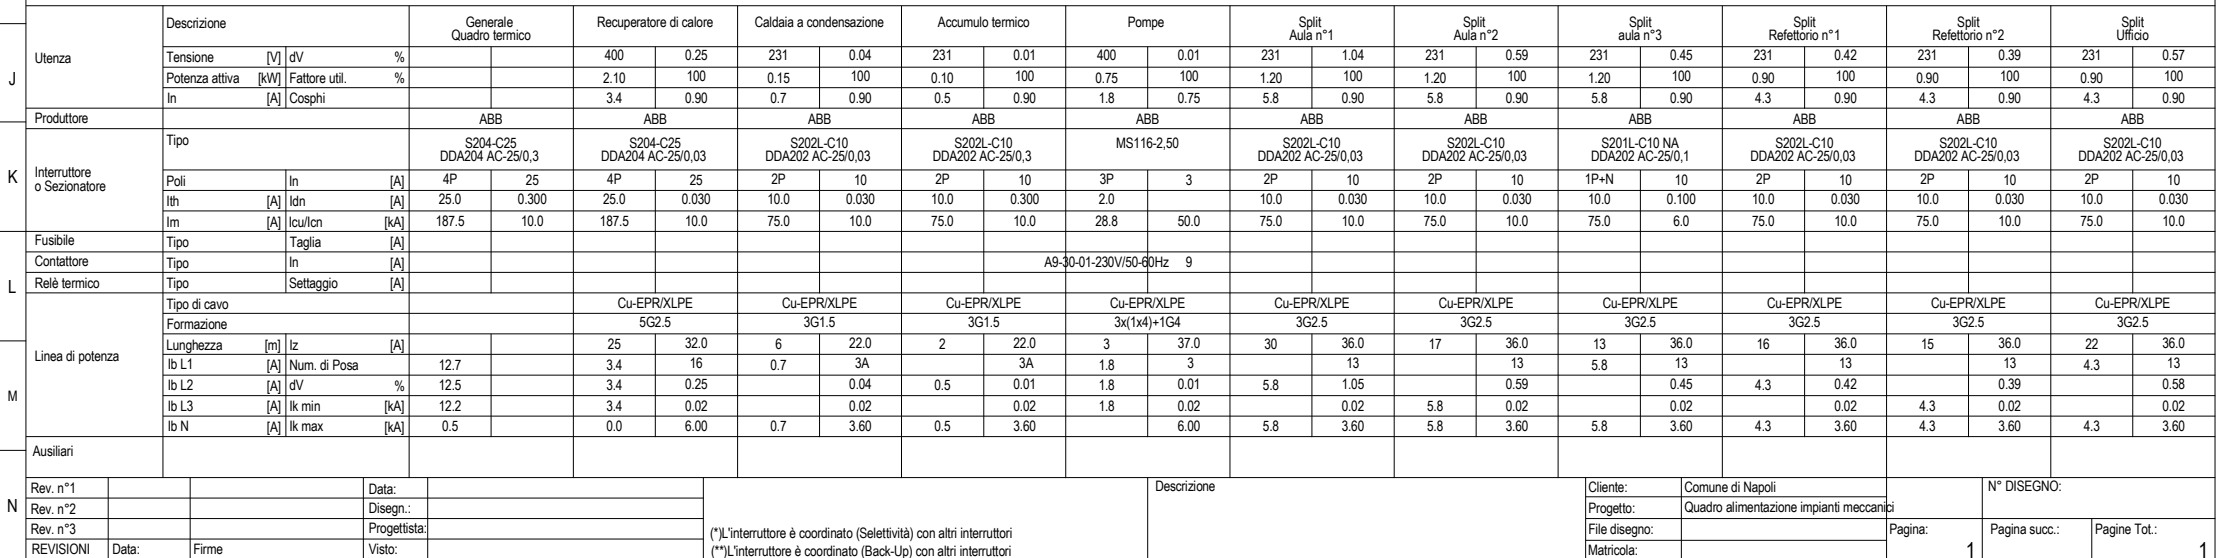 Descrizione Generale Recuperatore di calore Caldaia a condensazione Accumulo termico Pompe Split Split Split Split Split Split
Quadro termico Aula n°1 Aula n°2 aula n°3 Refettorio n°1 Refettorio n°2 Ufficio
Utenza Tensione [V] dV % 400 0.25 231 0.04 231 0.01 400 0.01 231 1.04 231 0.59 231 0.45 231 0.42 231 0.39 231 0.57
J Potenza attiva [kW] Fattore util. % 2.10 100 0.15 100 0.10 100 0.75 100 1.20 100 1.20 100 1.20 100 0.90 100 0.90 100 0.90 100
In [A] Cosphi 3.4 0.90 0.7 0.90 0.5 0.90 1.8 0.75 5.8 0.90 5.8 0.90 5.8 0.90 4.3 0.90 4.3 0.90 4.3 0.90
Produttore ABB ABB ABB ABB ABB ABB ABB ABB ABB ABB ABB
Tipo S204-C25 S204-C25 S202L-C10 S202L-C10 MS116-2,50 S202L-C10 S202L-C10 S201L-C10 NA S202L-C10 S202L-C10 S202L-C10
DDA204 AC-25/0,3 DDA204 AC-25/0,03 DDA202 AC-25/0,03 DDA202 AC-25/0,3 DDA202 AC-25/0,03 DDA202 AC-25/0,03 DDA202 AC-25/0,1 DDA202 AC-25/0,03 DDA202 AC-25/0,03 DDA202 AC-25/0,03
K Interruttore
o Sezionatore
Poli In [A] 4P 25 4P 25 2P 10 2P 10 3P 3 2P 10 2P 10 1P+N 10 2P 10 2P 10 2P 10
Ith [A] Idn [A] 25.0 0.300 25.0 0.030 10.0 0.030 10.0 0.300 2.0 10.0 0.030 10.0 0.030 10.0 0.100 10.0 0.030 10.0 0.030 10.0 0.030
Im [A] Icu/Icn [kA] 187.5 10.0 187.5 10.0 75.0 10.0 75.0 10.0 28.8 50.0 75.0 10.0 75.0 10.0 75.0 6.0 75.0 10.0 75.0 10.0 75.0 10.0
Fusibile Tipo Taglia [A]
Contattore Tipo In [A] A9-30-01-230V/50-60Hz 9
L Relè termico Tipo Settaggio [A]
Tipo di cavo Cu-EPR/XLPE Cu-EPR/XLPE Cu-EPR/XLPE Cu-EPR/XLPE Cu-EPR/XLPE Cu-EPR/XLPE Cu-EPR/XLPE Cu-EPR/XLPE Cu-EPR/XLPE Cu-EPR/XLPE
Formazione 5G2.5 3G1.5 3G1.5 3x(1x4)+1G4 3G2.5 3G2.5 3G2.5 3G2.5 3G2.5 3G2.5
Linea di potenza Lunghezza [m] Iz [A] 25 32.0 6 22.0 2 22.0 3 37.0 30 36.0 17 36.0 13 36.0 16 36.0 15 36.0 22 36.0
Ib L1 [A] Num. di Posa 12.7 3.4 16 0.7 3A 3A 1.8 3 13 13 5.8 13 13 13 4.3 13
M Ib L2 [A] dV % 12.5 3.4 0.25 0.04 0.5 0.01 1.8 0.01 5.8 1.05 0.59 0.45 4.3 0.42 0.39 0.58
Ib L3 [A] Ik min [kA] 12.2 3.4 0.02 0.02 0.02 1.8 0.02 0.02 5.8 0.02 0.02 0.02 4.3 0.02 0.02
Ib N [A] Ik max [kA] 0.5 0.0 6.00 0.7 3.60 0.5 3.60 6.00 5.8 3.60 5.8 3.60 5.8 3.60 4.3 3.60 4.3 3.60 4.3 3.60
Ausiliari
N
Rev. n°1 Data: Descrizione Cliente: Comune di Napoli N° DISEGNO:
Rev. n°2 Disegn.: Progetto: Quadro alimentazione impianti meccanici
Rev. n°3 Progettista: (*)L'interruttore è coordinato (Selettività) con altri interruttori File disegno: Pagina: Pagina succ.: Pagine Tot.:
REVISIONI Data: Firme Visto: (**)L'interruttore è coordinato (Back-Up) con altri interruttori Matricola: 1 1